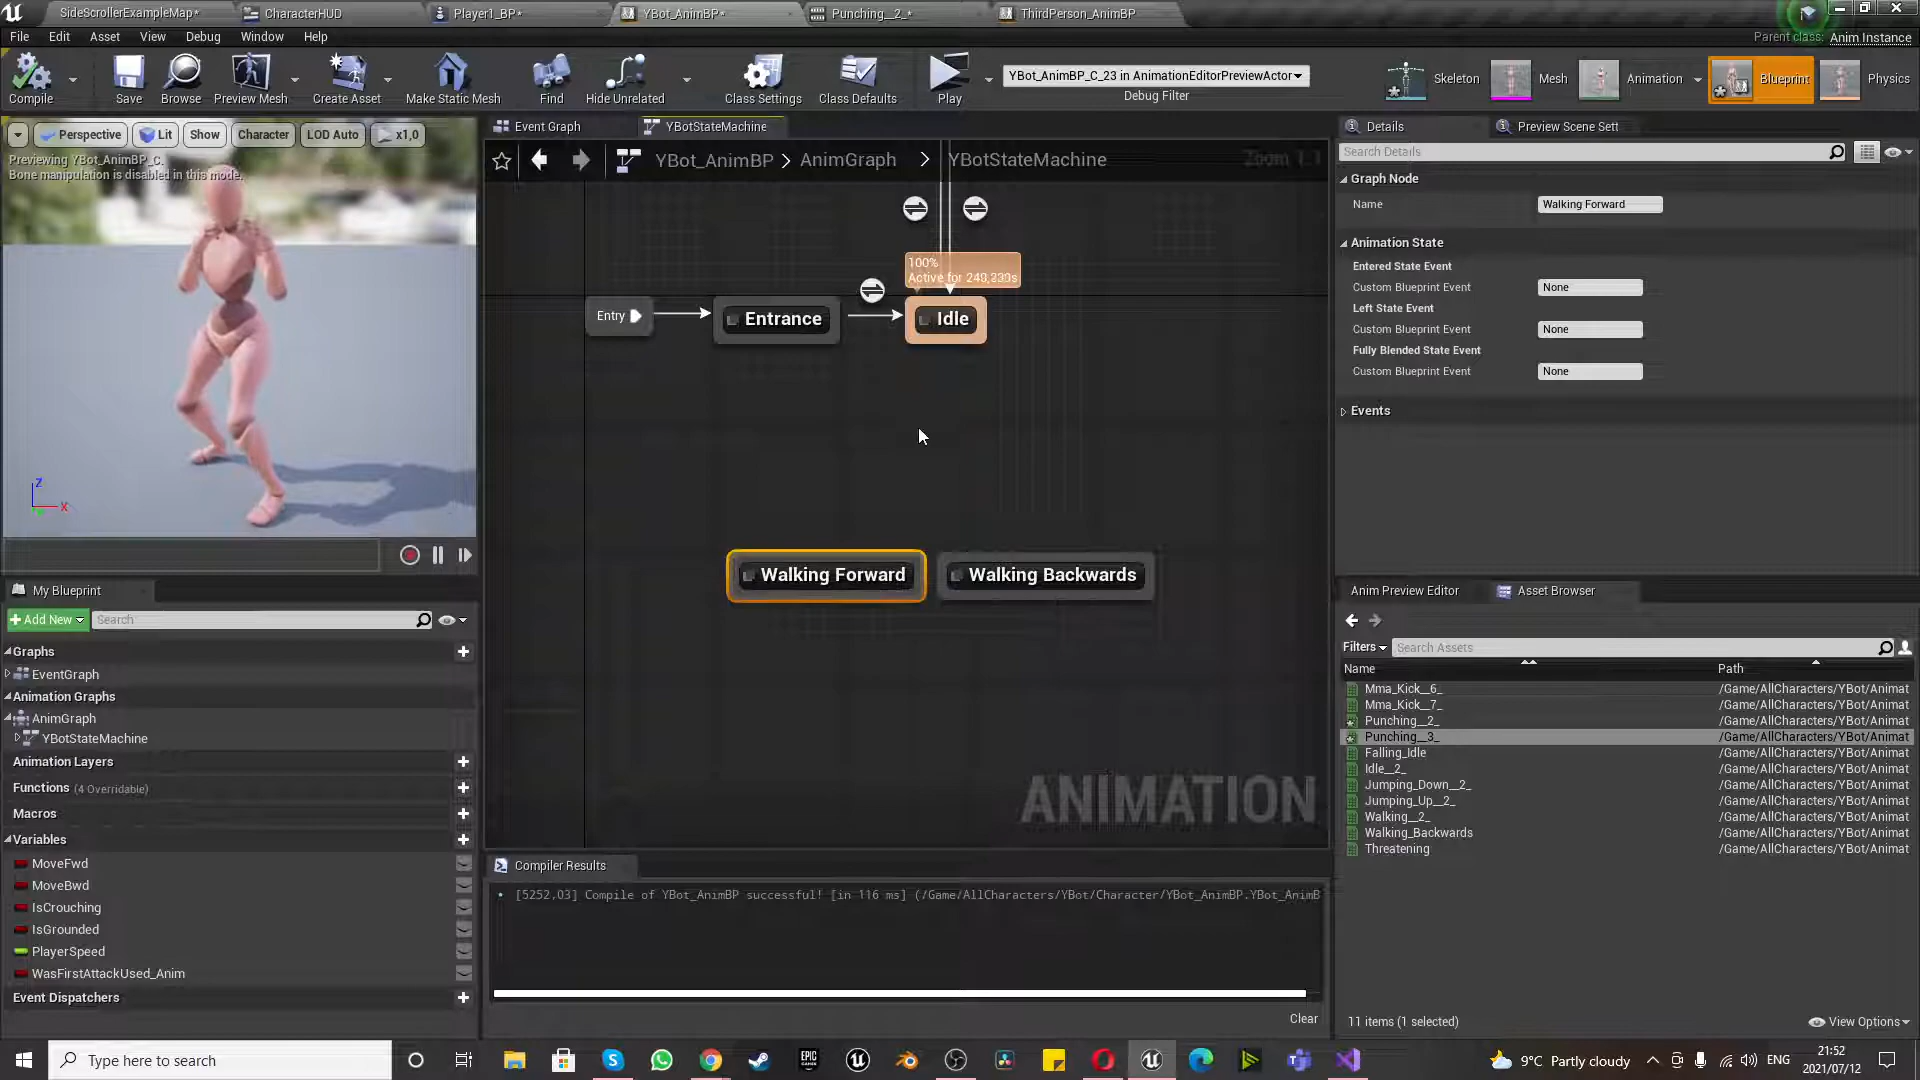 SideScrollerExampleMap*
CharacterHUD
Player1_BP*
YBot_AnimBP*
Punching__2_*
ThirdPerson_AnimBP
File
Edit
Asset
View
Debug
Window
Help
Parent class:
Anim Instance
Compile
Save
Browse
Preview Mesh
Create Asset
Make Static Mesh
Find
Hide Unrelated
Class Settings
Class Defaults
Play
YBot_AnimBP_C_23 in AnimationEditorPreviewActor
Debug Filter
Skeleton
Mesh
Animation
Blueprint
Physics
Perspective
Lit
Show
Character
LOD Auto
x1,0
Previewing YBot_AnimBP_C.
Bone manipulation is disabled in this mode.
Z
X
Event Graph
YBotStateMachine
YBot_AnimBP > AnimGraph > YBotStateMachine
Zoom 1:1
100%
Entry
Entrance
Idle
Walking Forward
Walking Backwards
ANIMATION
Details
Preview Scene Sett
Search Details
Graph Node
Name
Walking Forward
Animation State
Entered State Event
Custom Blueprint Event
None
Left State Event
Custom Blueprint Event
None
Fully Blended State Event
Custom Blueprint Event
None
Events
My Blueprint
Add New
Search
Graphs
EventGraph
Animation Graphs
AnimGraph
YBotStateMachine
Animation Layers
Functions (4 Overridable)
Macros
Variables
MoveFwd
MoveBwd
IsCrouching
IsGrounded
PlayerSpeed
WasFirstAttackUsed_Anim
Event Dispatchers
Compiler Results
[5252,03] Compile of YBot_AnimBP successful! [in 116 ms] (/Game/AllCharacters/YBot/Character/YBot_AnimBP.YBot_AnimB
Clear
Anim Preview Editor
Asset Browser
Filters
Search Assets
Name
Path
Mma_Kick__6_ /Game/AllCharacters/YBot/Animat
Mma_Kick__7_ /Game/AllCharacters/YBot/Animat
Punching__2_ /Game/AllCharacters/YBot/Animat
Punching__3_ /Game/AllCharacters/YBot/Animat
Falling_Idle /Game/AllCharacters/YBot/Animat
Idle__2_ /Game/AllCharacters/YBot/Animat
Jumping_Down__2_ /Game/AllCharacters/YBot/Animat
Jumping_Up__2_ /Game/AllCharacters/YBot/Animat
Walking__2_ /Game/AllCharacters/YBot/Animat
Walking_Backwards /Game/AllCharacters/YBot/Animat
Threatening /Game/AllCharacters/YBot/Animat
11 items (1 selected)
View Options
Type here to search
EPIC
GAMES
9°C Partly cloudy
ENG
21:52
2021/07/12